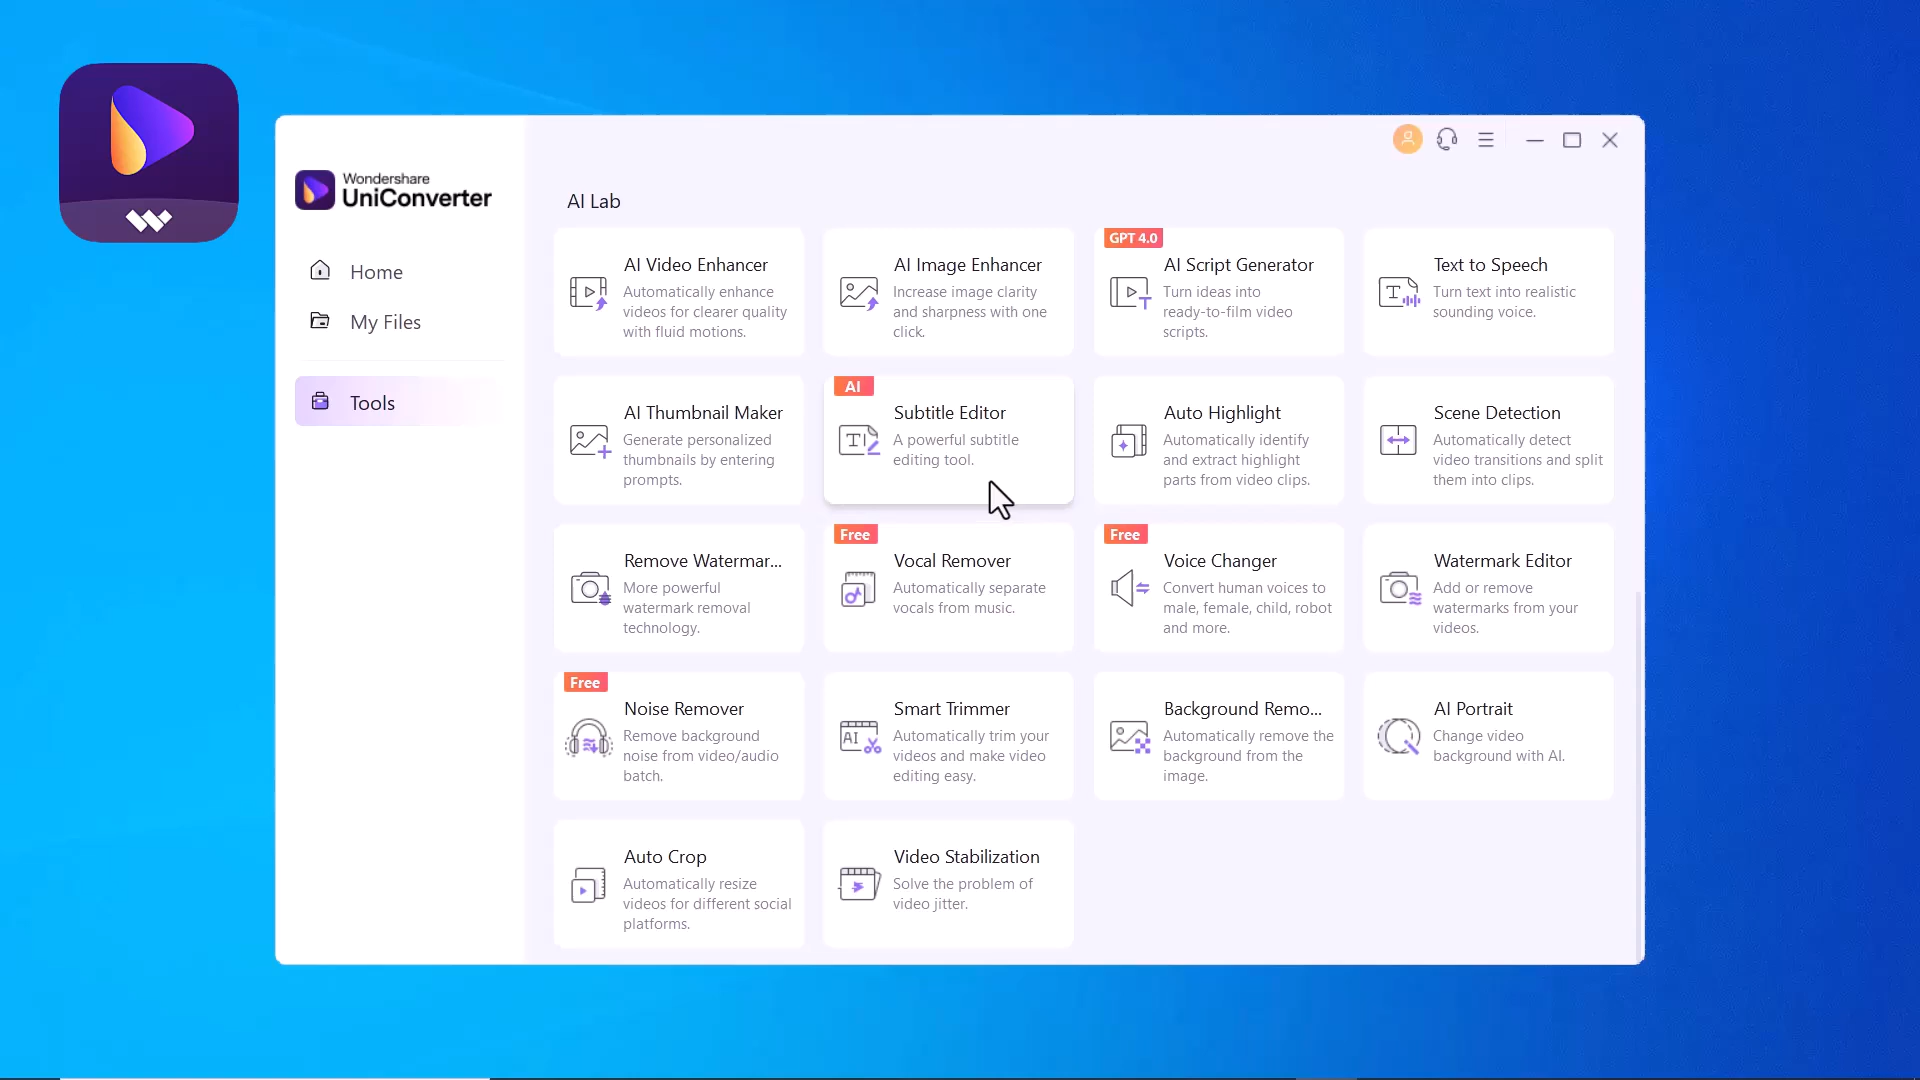 Wondershare
UniConverter
Home
My Files
Tools
AI Lab
AI Video Enhancer
Automatically enhance
videos for clearer quality
with fluid motions.
AI Image Enhancer
Increase image clarity
and sharpness with one
click.
GPT 4.0
AI Script Generator
Turn ideas into
ready-to-film video
scripts.
Text to Speech
Turn text into realistic
sounding voice.
AI Thumbnail Maker
Generate personalized
thumbnails by entering
prompts.
AI
Subtitle Editor
A powerful subtitle
editing tool.
Auto Highlight
Automatically identify
and extract highlight
parts from video clips.
Scene Detection
Automatically detect
video transitions and split
them into clips.
Remove Watermar...
More powerful
watermark removal
technology.
Free
Vocal Remover
Automatically separate
vocals from music.
Free
Voice Changer
Convert human voices to
male, female, child, robot
and more.
Watermark Editor
Add or remove
watermarks from your
videos.
Free
Noise Remover
Remove background
noise from video/audio
batch.
Smart Trimmer
Automatically trim your
videos and make video
editing easy.
Background Remo...
Automatically remove the
background from the
image.
AI Portrait
Change video
background with AI.
Auto Crop
Automatically resize
videos for different social
platforms.
Video Stabilization
Solve the problem of
video jitter.